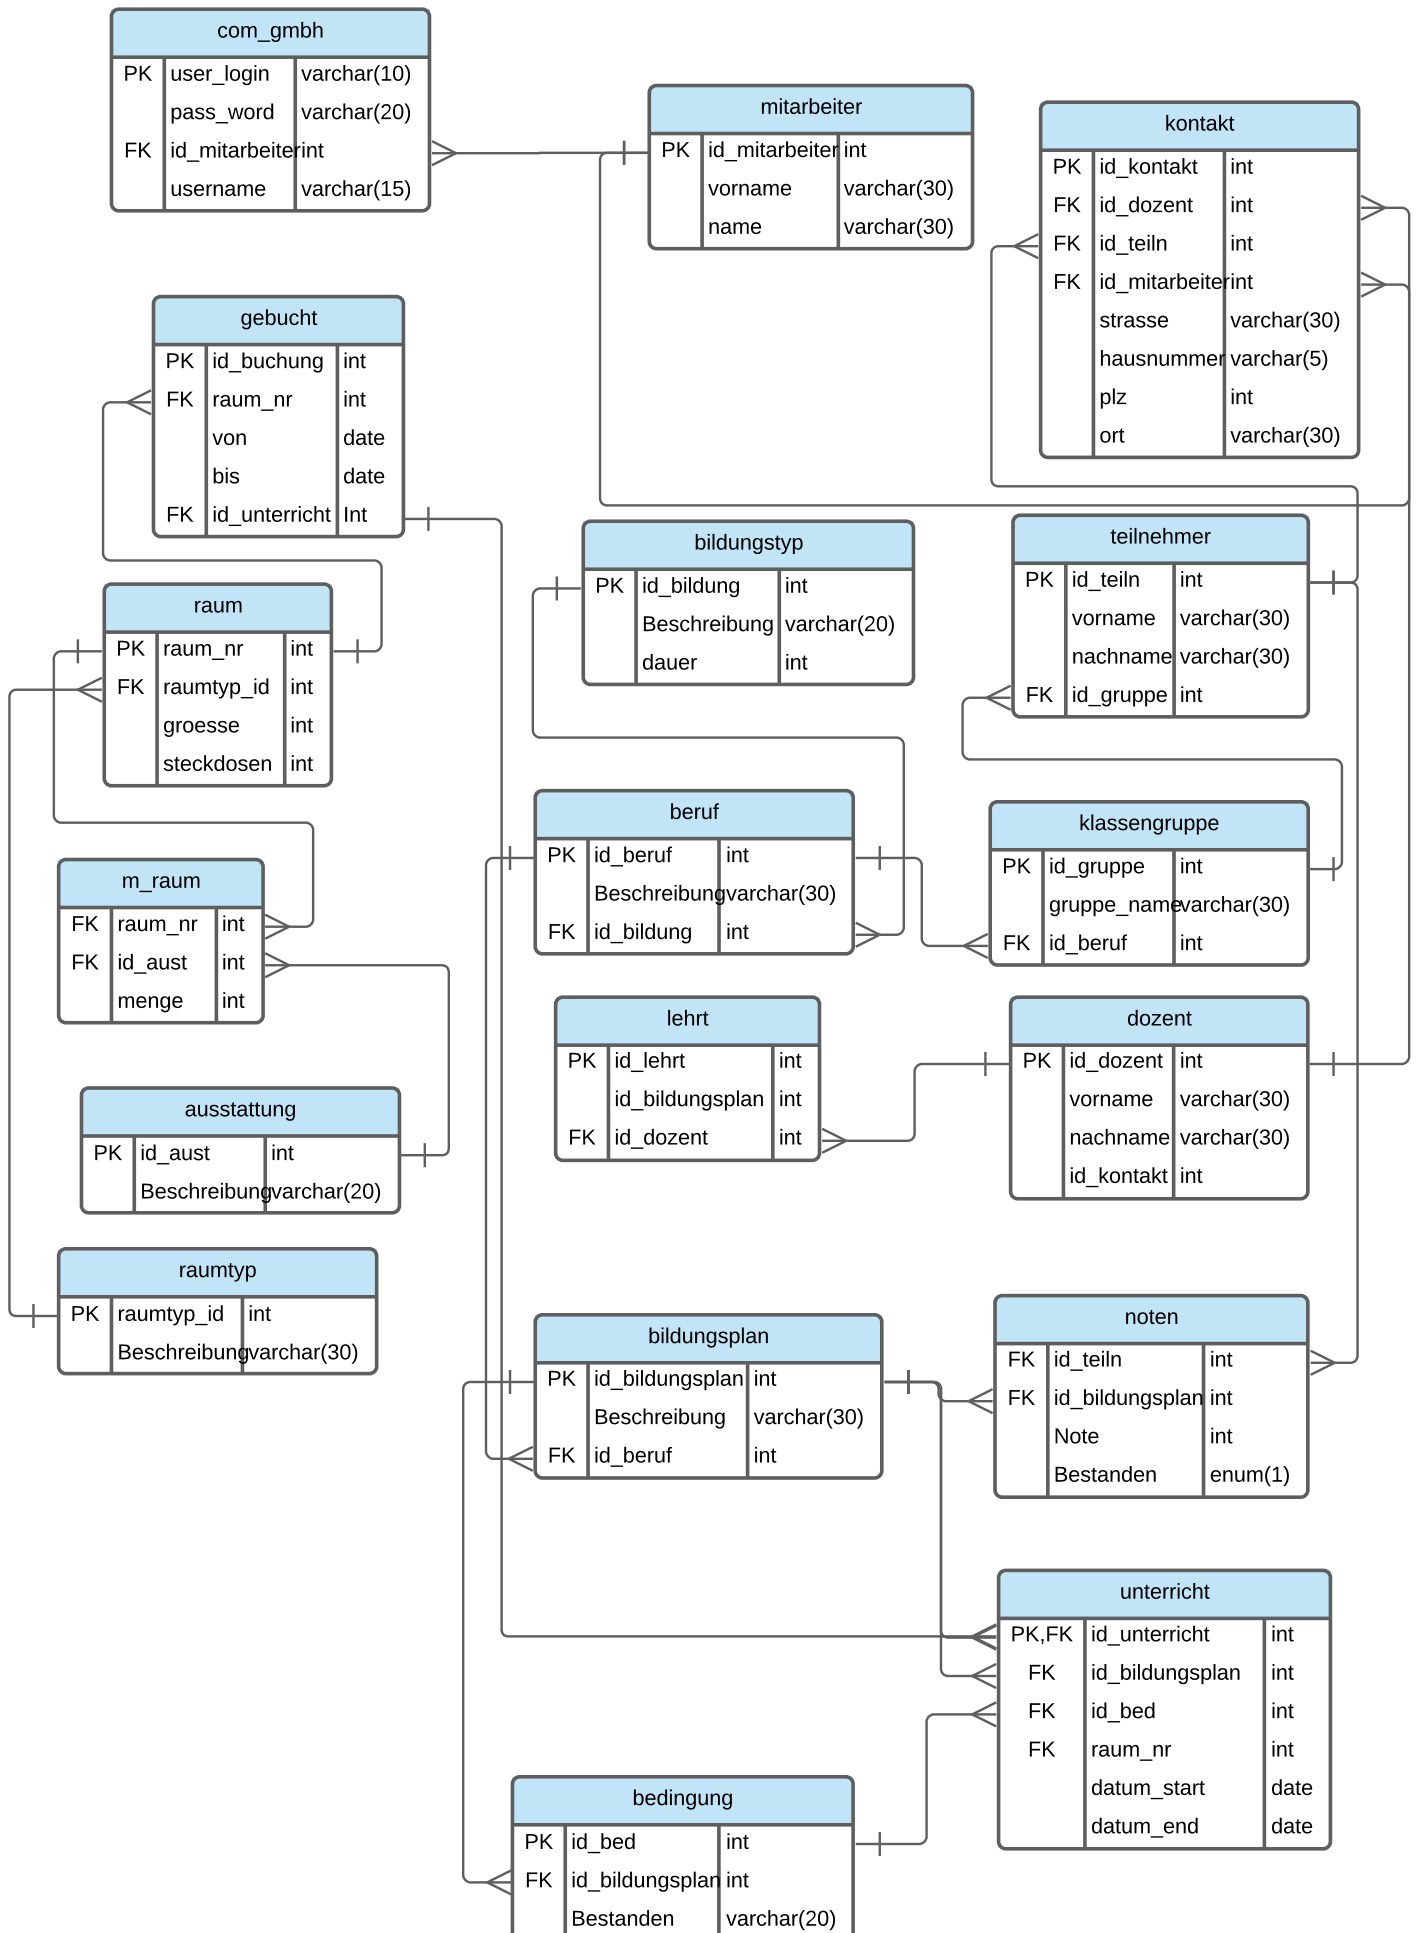 com_gmbh
PK user_login varchar(10)
pass_word varchar(20)
FK id_mitarbeiter int
username varchar(15)
mitarbeiter
PK id_mitarbeiter int
vorname varchar(30)
name varchar(30)
kontakt
PK id_kontakt int
FK id_dozent int
FK id_teiln int
FK id_mitarbeiter int
strasse varchar(30)
hausnummer varchar(5)
plz int
ort varchar(30)
gebucht
PK id_buchung int
FK raum_nr int
von date
bis date
FK id_unterricht Int
bildungstyp
PK id_bildung int
Beschreibung varchar(20)
dauer int
teilnehmer
PK id_teiln int
vorname varchar(30)
nachname varchar(30)
FK id_gruppe int
raum
PK raum_nr int
FK raumtyp_id int
groesse int
steckdosen int
beruf
PK id_beruf int
Beschreibung varchar(30)
FK id_bildung int
klassengruppe
PK id_gruppe int
gruppe_name varchar(30)
FK id_beruf int
m_raum
FK raum_nr int
FK id_aust int
menge int
lehrt
PK id_lehrt int
id_bildungsplan int
FK id_dozent int
dozent
PK id_dozent int
vorname varchar(30)
nachname varchar(30)
id_kontakt int
ausstattung
PK id_aust int
Beschreibung varchar(20)
raumtyp
PK raumtyp_id int
Beschreibung varchar(30)
bildungsplan
PK id_bildungsplan int
Beschreibung varchar(30)
FK id_beruf int
noten
FK id_teiln int
FK id_bildungsplan int
Note int
Bestanden enum(1)
unterricht
PK,FK id_unterricht int
FK id_bildungsplan int
FK id_bed int
FK raum_nr int
datum_start date
datum_end date
bedingung
PK id_bed int
FK id_bildungsplan int
Bestanden varchar(20)